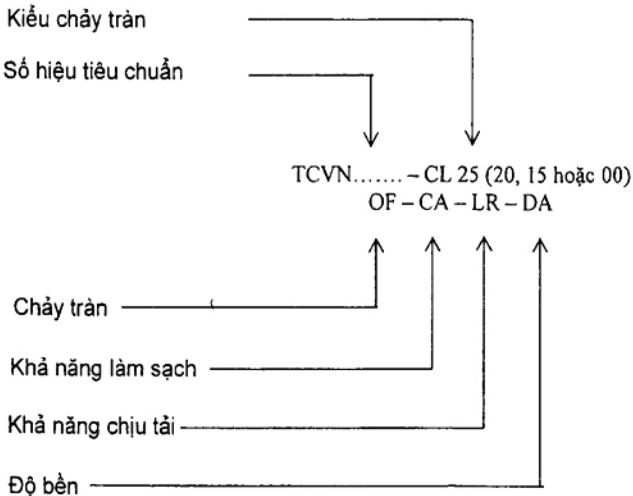 Kiểu chảy tràn
Số hiệu tiêu chuẩn
TCVN....... – CL 25 (20, 15 hoặc 00)
OF – CA – LR – DA
Chảy tràn
Khả năng làm sạch
Khả năng chịu tải
Độ bền